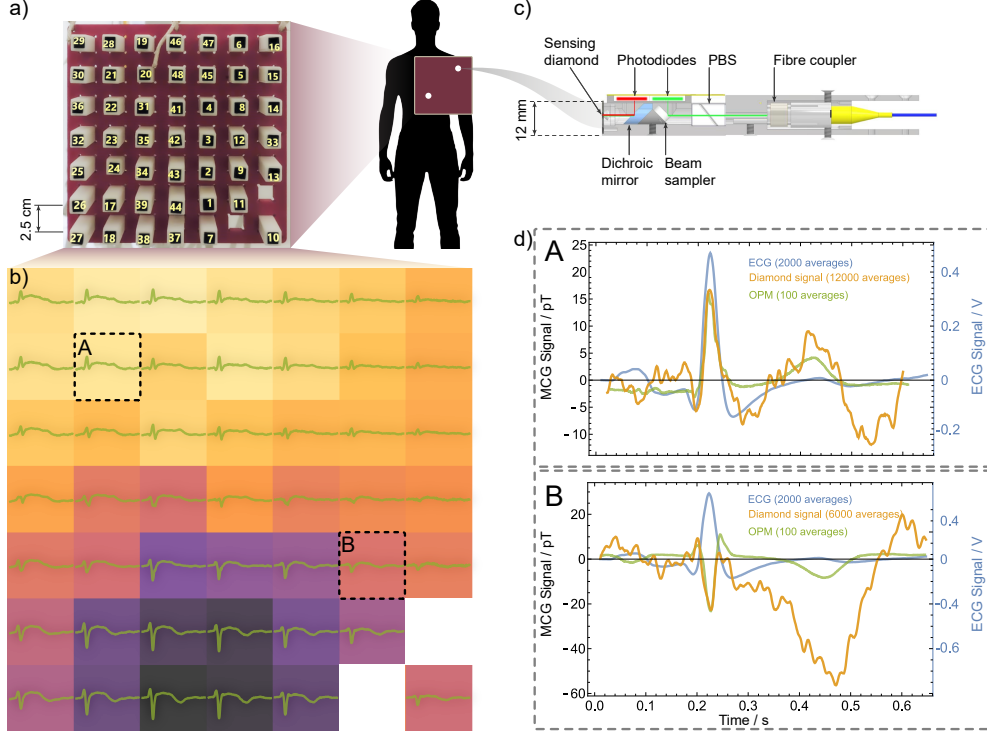 a)
29 28 19 46 47 6 16
30 21 20 48 45 5 15
36 22 31 41 4 8 14
32 23 35 42 3 12 33
25 24 34 43 2 9 13
26 17 39 44 1 11
27 18 38 37 7 10
2.5 cm
b)
A
B
c)
Sensing
diamond
Photodiodes
PBS
Fibre coupler
12 mm
Dichroic
mirror
Beam
sampler
d)
A
ECG (2000 averages)
Diamond signal (12000 averages)
OPM (100 averages)
MCG Signal / pT
25
20
15
10
5
0
-5
-10
ECG Signal / V
0.4
0.2
0
-0.2
B
ECG (2000 averages)
Diamond signal (6000 averages)
OPM (100 averages)
MCG Signal / pT
20
0
-20
-40
-60
ECG Signal / V
0.4
0
-0.2
-0.6
0.0 0.1 0.2 0.3 0.4 0.5 0.6
Time / s